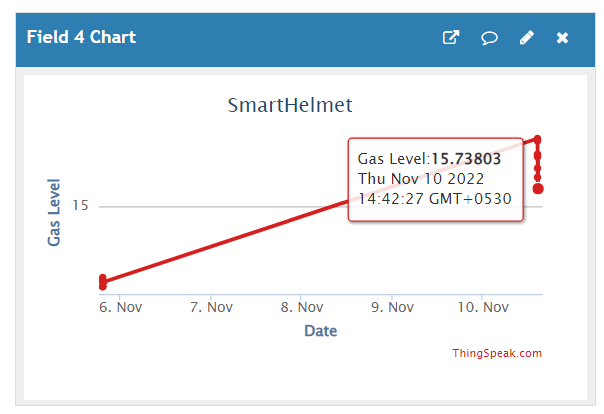 Field 4 Chart
SmartHelmet
Gas Level:15.73803
Thu Nov 10 2022
14:42:27 GMT+0530
Gas Level
15
6. Nov 7. Nov 8. Nov 9. Nov 10. Nov
Date
ThingSpeak.com